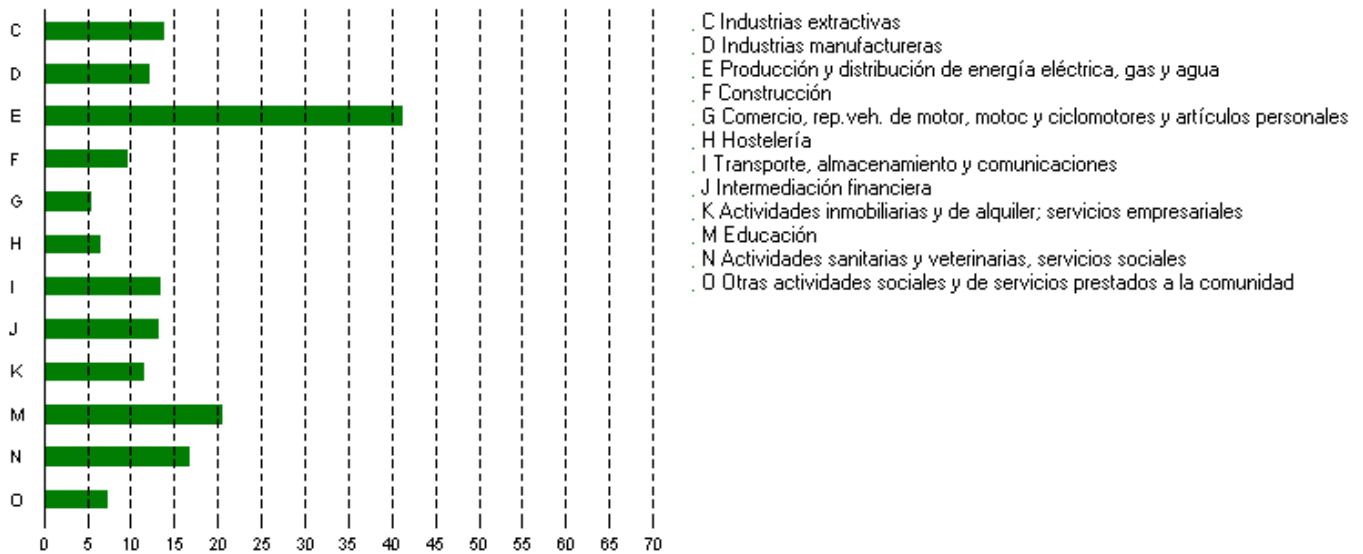 C
D
E
F
G
H
I
J
K
M
N
O
0 5 10 15 20 25 30 35 40 45 50 55 60 65 70
C Industrias extractivas
D Industrias manufactureras
E Producción y distribución de energía eléctrica, gas y agua
F Construcción
G Comercio, rep.veh. de motor, motoc y ciclomotores y artículos personales
H Hostelería
I Transporte, almacenamiento y comunicaciones
J Intermediación financiera
K Actividades inmobiliarias y de alquiler; servicios empresariales
M Educación
N Actividades sanitarias y veterinarias, servicios sociales
O Otras actividades sociales y de servicios prestados a la comunidad